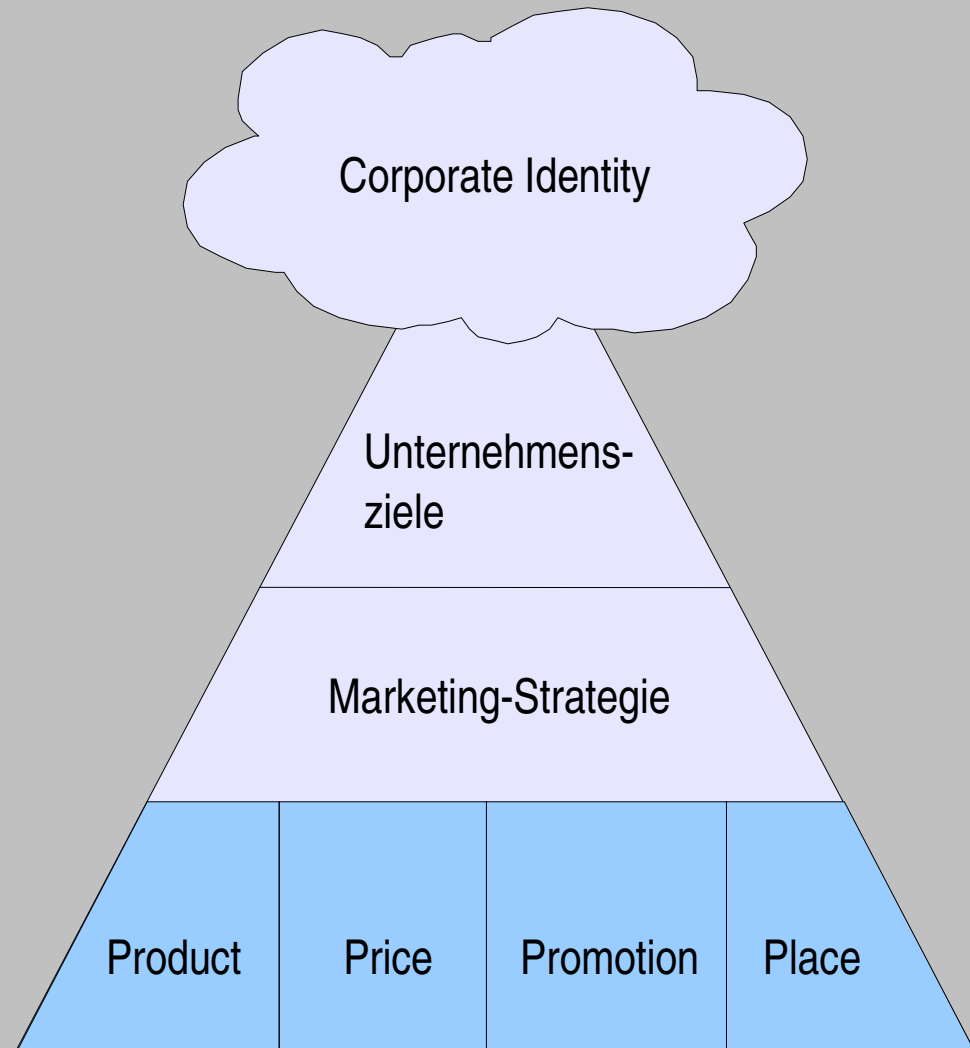 Corporate Identity
Unternehmens-
ziele
Marketing-Strategie
Product Price Promotion Place